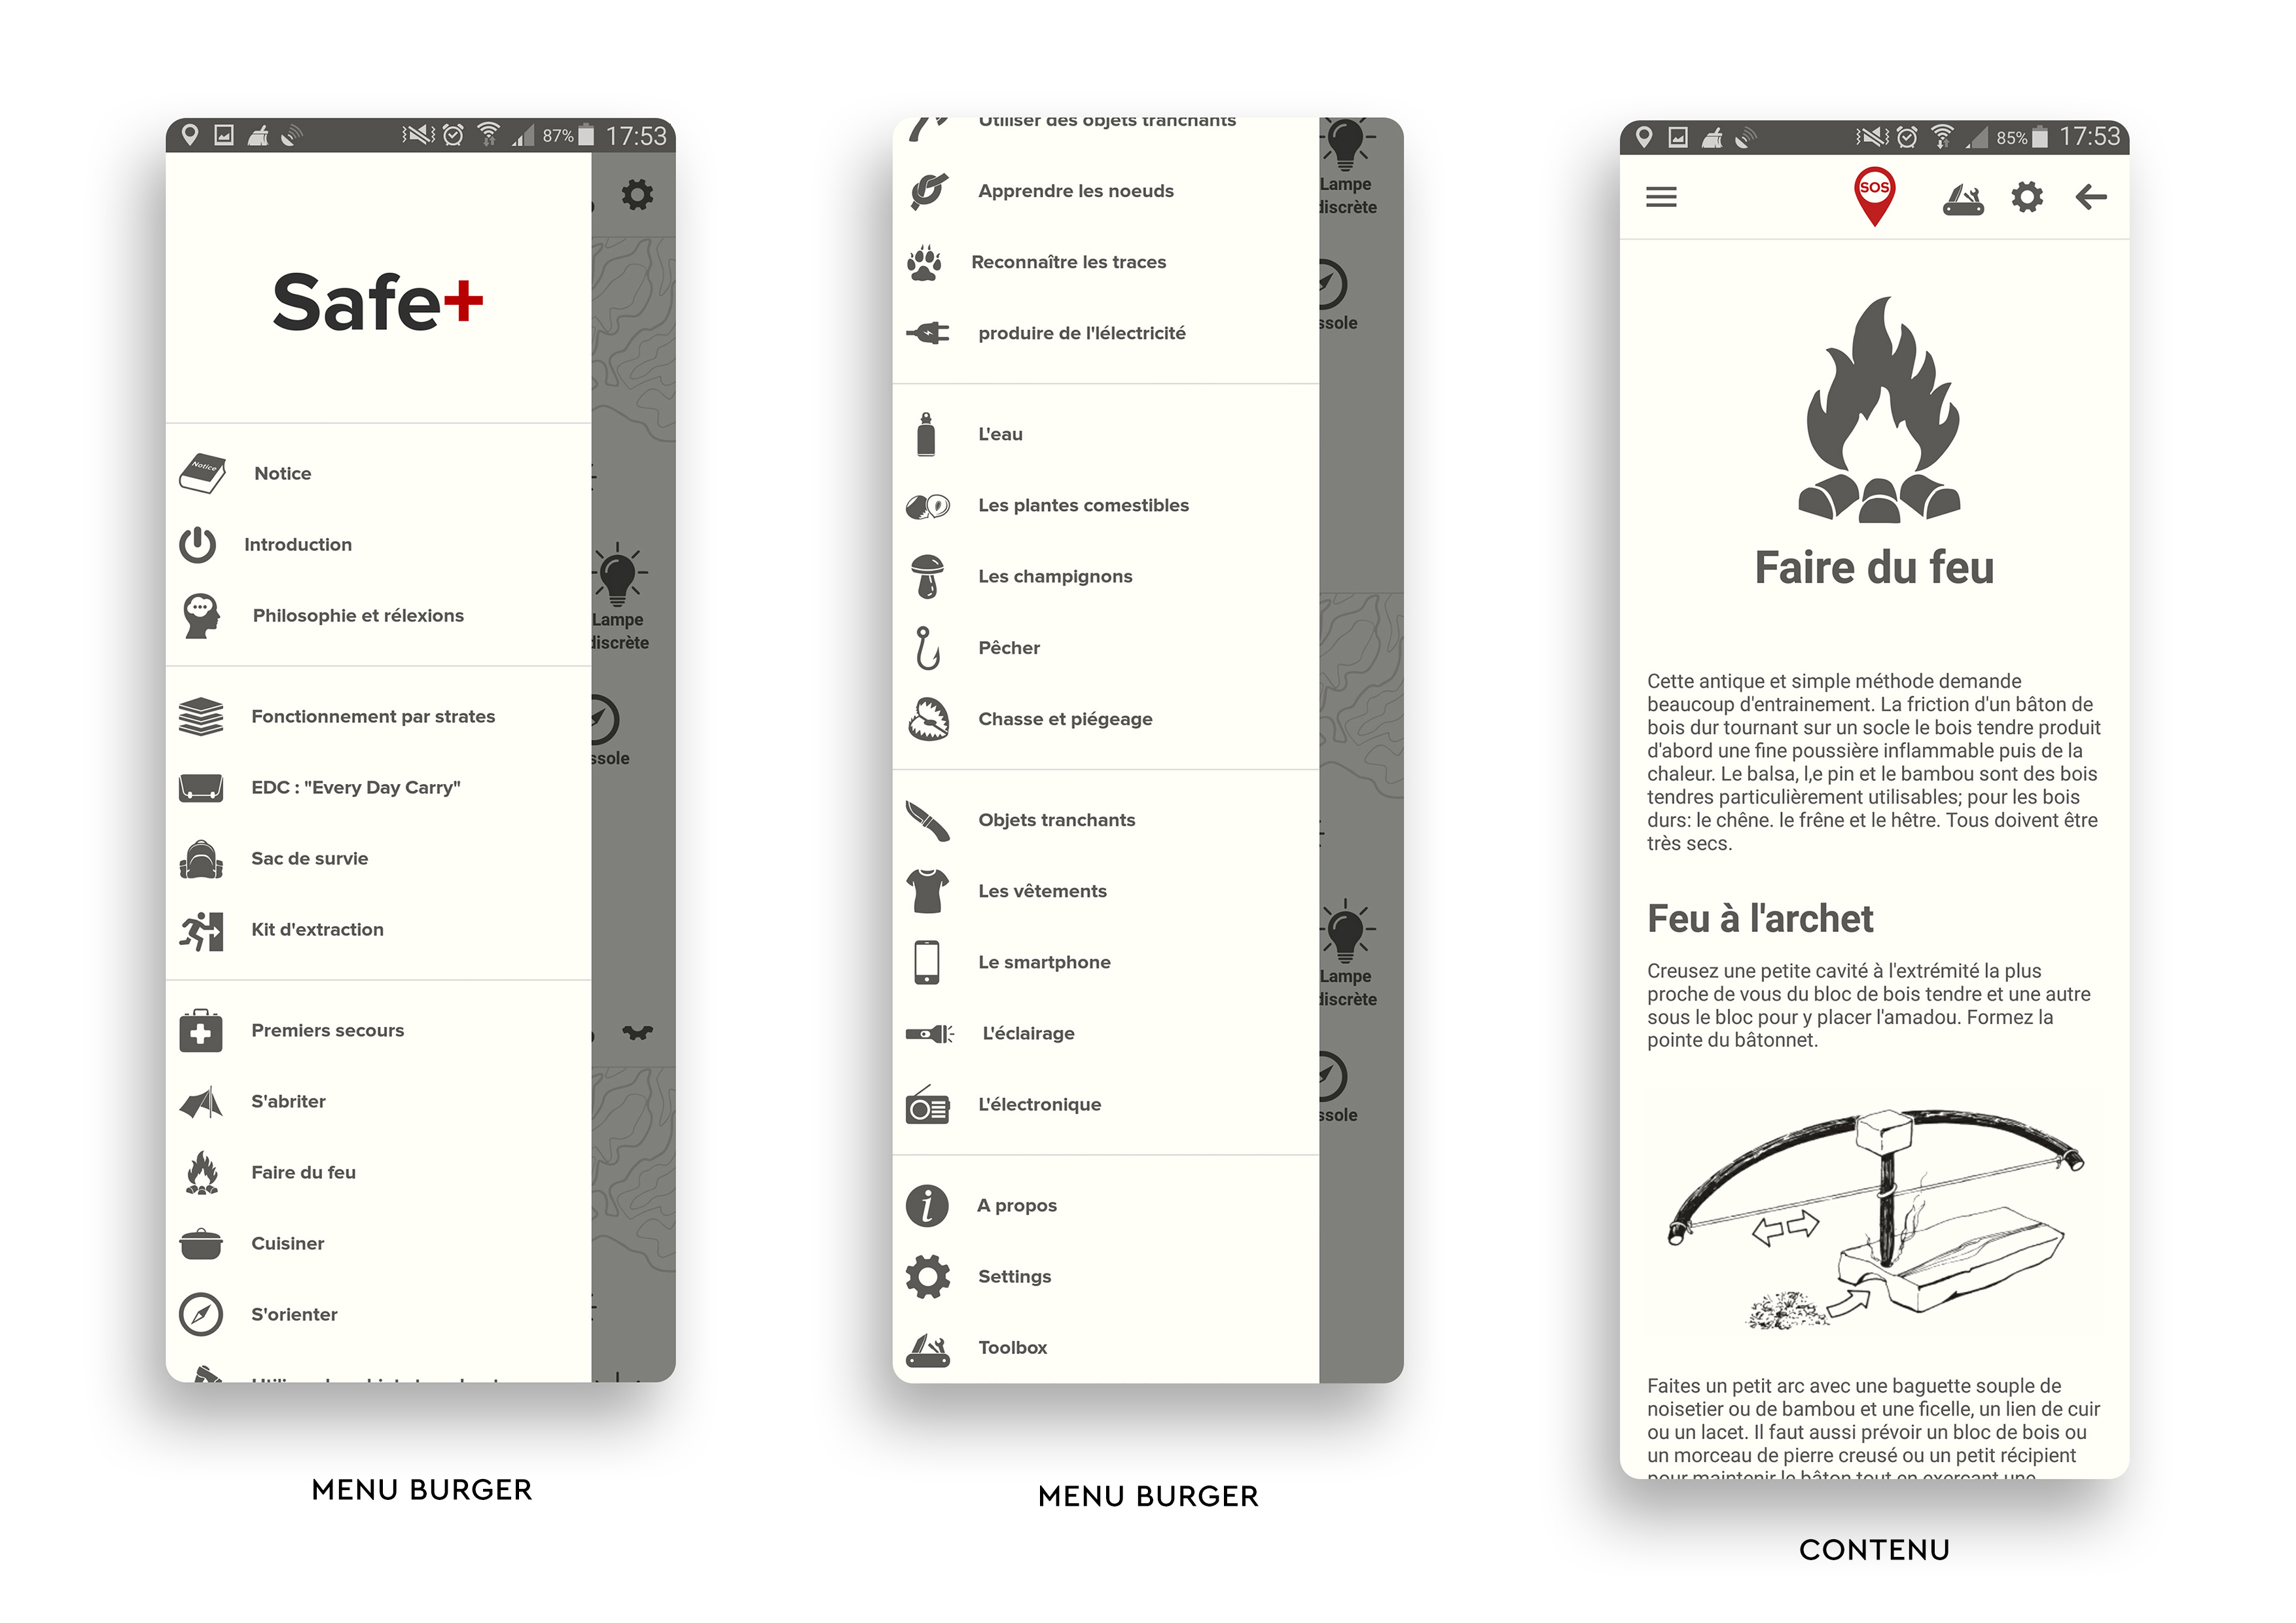 87% 17:53
Safe+
Notice
Notice
Introduction
Philosophie et rélexions
Fonctionnement par strates
EDC : "Every Day Carry"
Sac de survie
Kit d'extraction
Premiers secours
S'abriter
Faire du feu
Cuisiner
S'orienter
Lampe
discrète
ssole
MENU BURGER
Utiliser des objets tranchants
Apprendre les noeuds
Reconnaître les traces
produire de l'lélectricité
L'eau
Les plantes comestibles
Les champignons
Pêcher
Chasse et piégeage
Objets tranchants
Les vêtements
Le smartphone
L'éclairage
L'électronique
A propos
Settings
Toolbox
Lampe
discrète
ssole
Lampe
discrète
ssole
MENU BURGER
85% 17:53
SOS
Faire du feu
Cette antique et simple méthode demande
beaucoup d'entrainement. La friction d'un bâton de
bois dur tournant sur un socle le bois tendre produit
d'abord une fine poussière inflammable puis de la
chaleur. Le balsa, l,e pin et le bambou sont des bois
tendres particulièrement utilisables; pour les bois
durs: le chêne. le frêne et le hêtre. Tous doivent être
très secs.
Feu à l'archet
Creusez une petite cavité à l'extrémité la plus
proche de vous du bloc de bois tendre et une autre
sous le bloc pour y placer l'amadou. Formez la
pointe du bâtonnet.
Faites un petit arc avec une baguette souple de
noisetier ou de bambou et une ficelle, un lien de cuir
ou un lacet. Il faut aussi prévoir un bloc de bois ou
un morceau de pierre creusé ou un petit récipient
pour maintenir le bâton tout en exerçant une
CONTENU